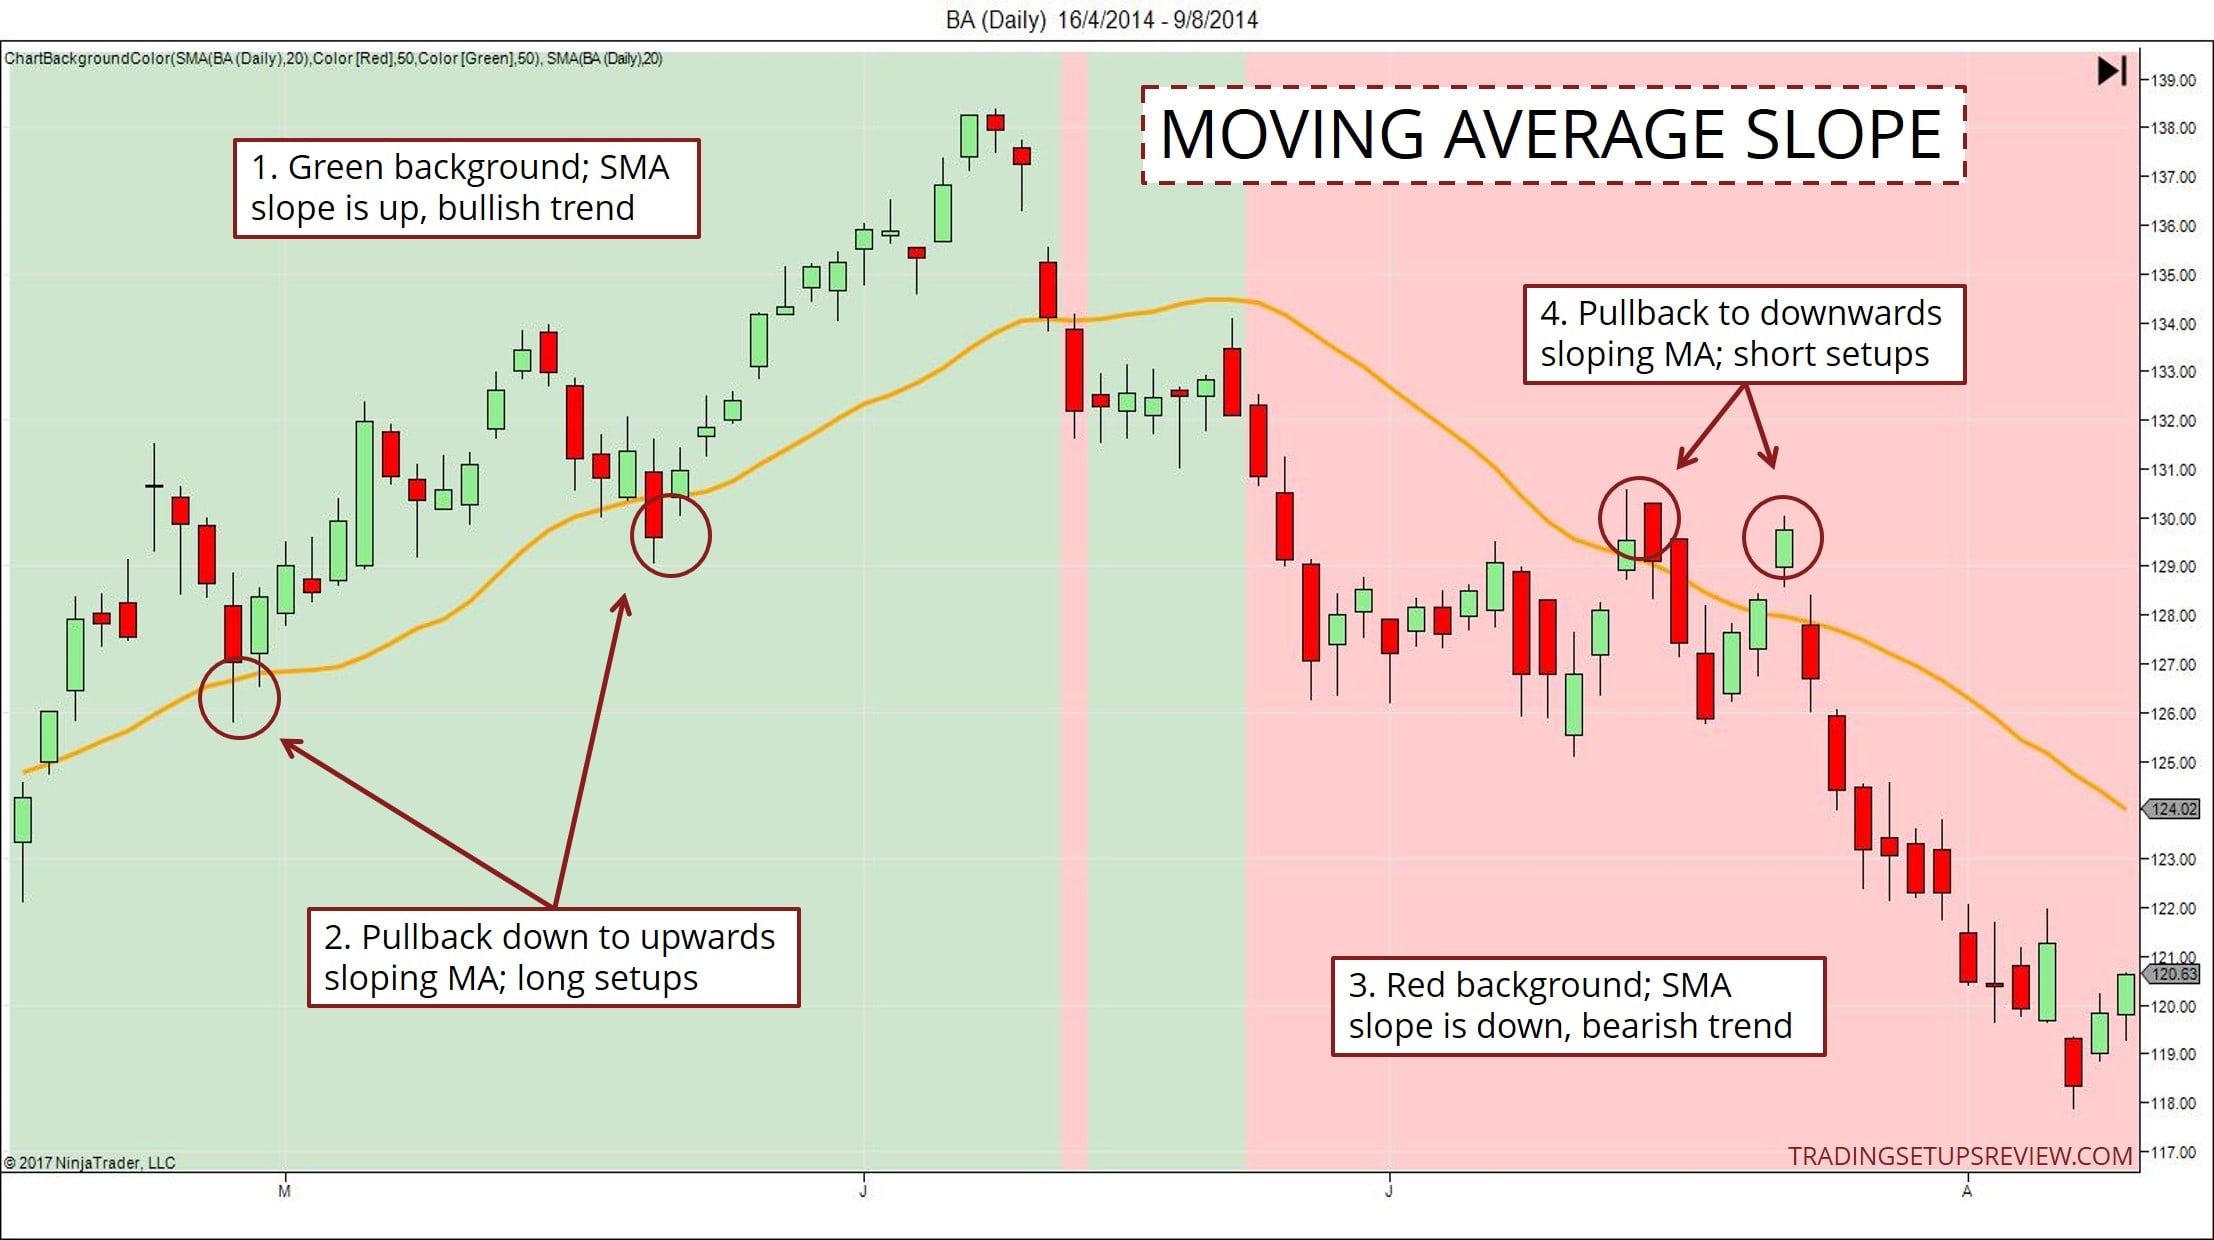 BA (Daily)  16/4/2014 - 9/8/2014
ChartBackgroundColor(SMA(BA (Daily),20),Color [Red],50,Color [Green],50), SMA(BA (Daily),20)
MOVING AVERAGE SLOPE
1. Green background; SMA
slope is up, bullish trend
4. Pullback to downwards
sloping MA; short setups
2. Pullback down to upwards
sloping MA; long setups
3. Red background; SMA
slope is down, bearish trend
139.00
138.00
137.00
136.00
135.00
134.00
133.00
132.00
131.00
130.00
129.00
128.00
127.00
126.00
125.00
124.02
123.00
122.00
121.00
120.63
120.00
119.00
118.00
117.00
TRADINGSETUPSREVIEW.COM
© 2017 NinjaTrader, LLC
M
J
J
A